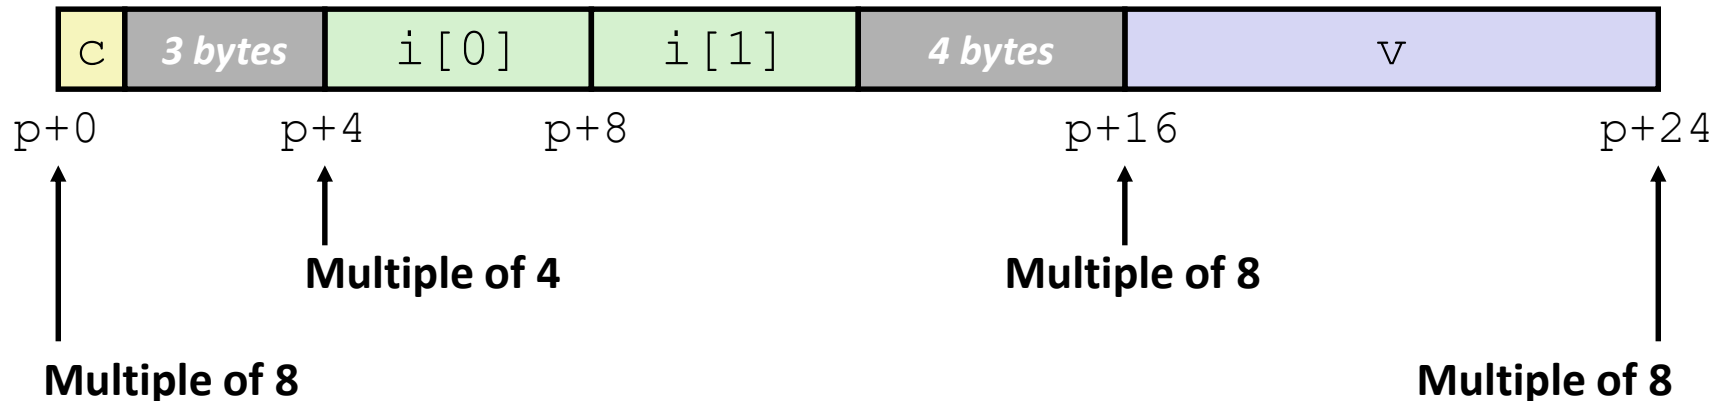 c 3 bytes i[0] i[1] 4 bytes v
p+0 p+4 p+8 p+16 p+24
Multiple of 4 Multiple of 8
Multiple of 8 Multiple of 8